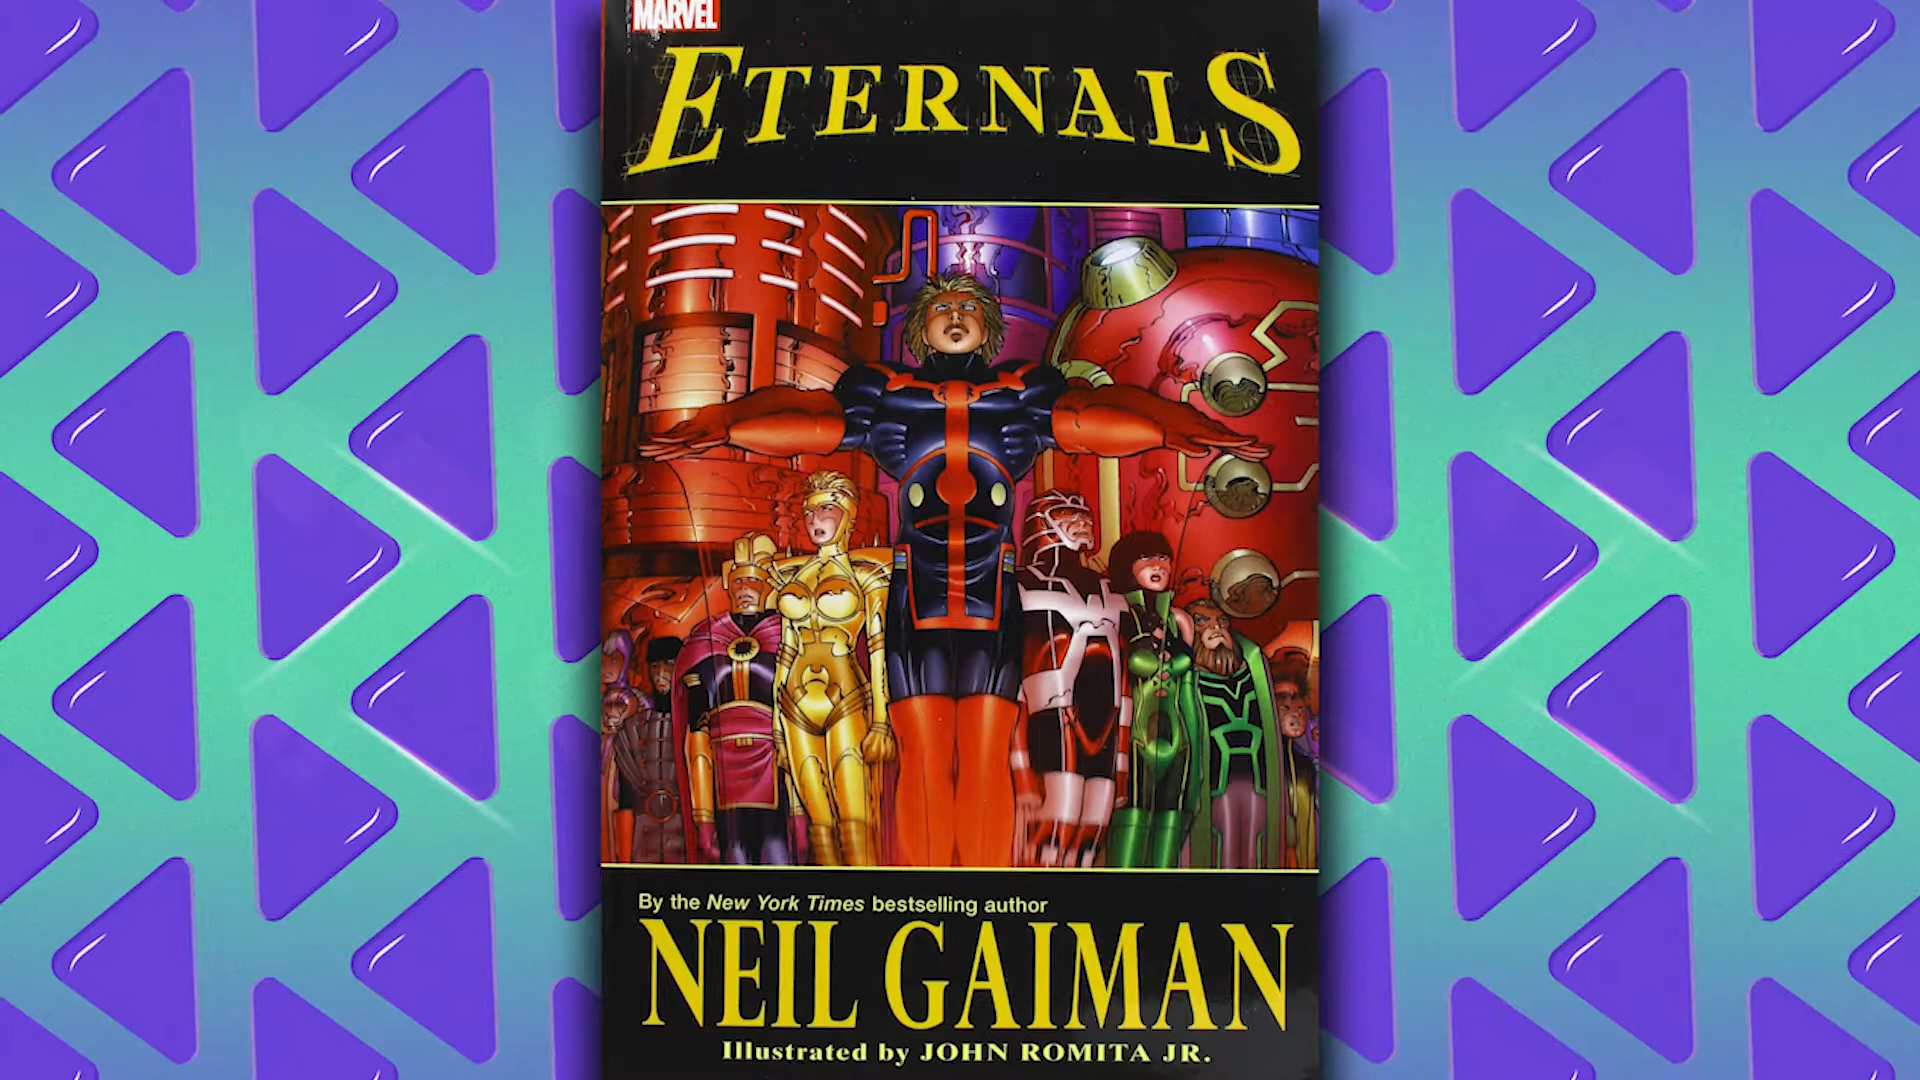 MARVEL
ETERNALS
By the New York Times bestselling author
NEIL GAIMAN
Illustrated by JOHN ROMITA JR.